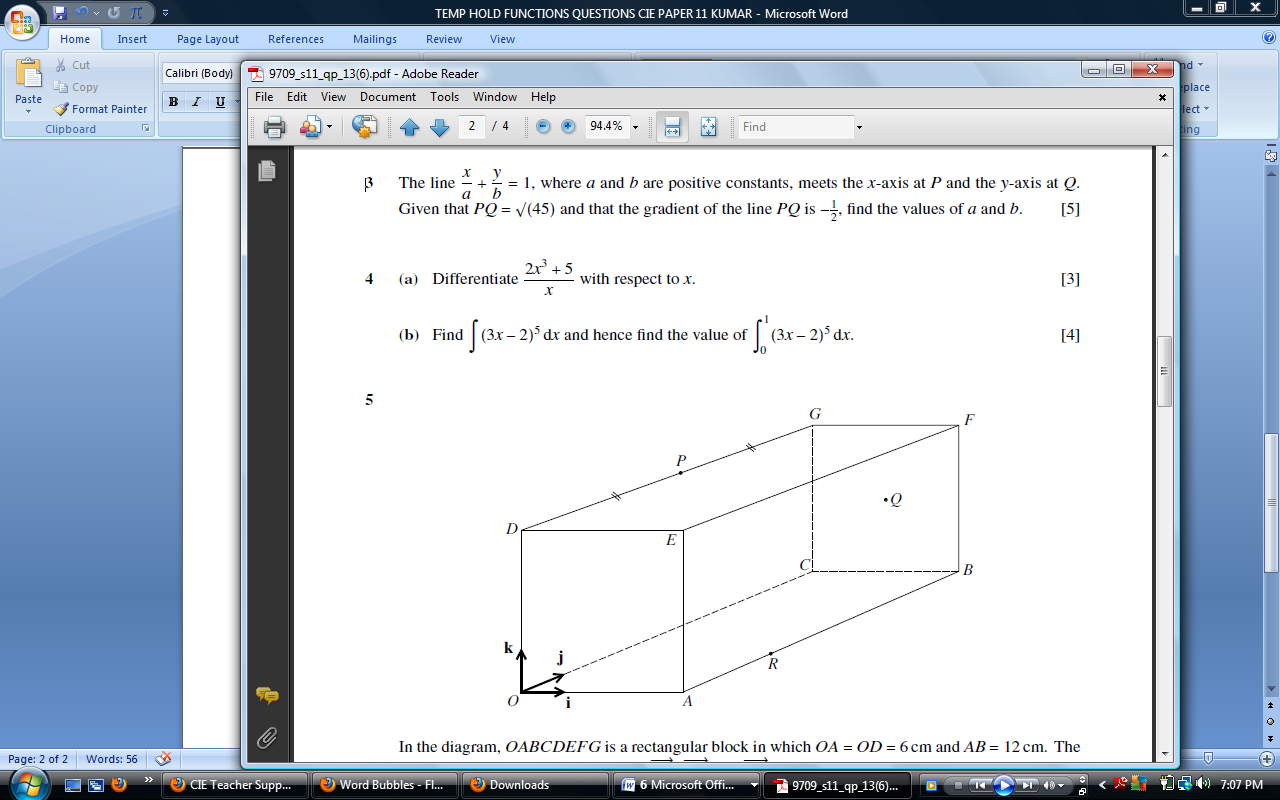 TEMP HOLD FUNCTIONS QUESTIONS CIE PAPER 11 KUMAR - Microsoft Word
Home Insert Page Layout References Mailings Review View
Cut
Copy
Format Painter
Paste
Clipboard
Calibri (Body)
B I U
9709_s11_qp_13(6).pdf - Adobe Reader
File Edit View Document Tools Window Help
2 / 4 94.4% Find
3 The line x/a + y/b = 1, where a and b are positive constants, meets the x-axis at P and the y-axis at Q.
Given that PQ = √(45) and that the gradient of the line PQ is −1/2, find the values of a and b. [5]
4 (a) Differentiate (2x³ + 5)/x with respect to x. [3]
(b) Find ∫(3x − 2)⁵ dx and hence find the value of ∫₀¹(3x − 2)⁵ dx. [4]
5
G F
P
Q
D E
C B
k
j
R
O i A
In the diagram, OABCDEFG is a rectangular block in which OA = OD = 6 cm and AB = 12 cm. The
Page: 2 of 2 Words: 56
CIE Teacher Supp... Word Bubbles - Fl... Downloads 6 Microsoft Offi... 9709_s11_qp_13(6)... 7:07 PM